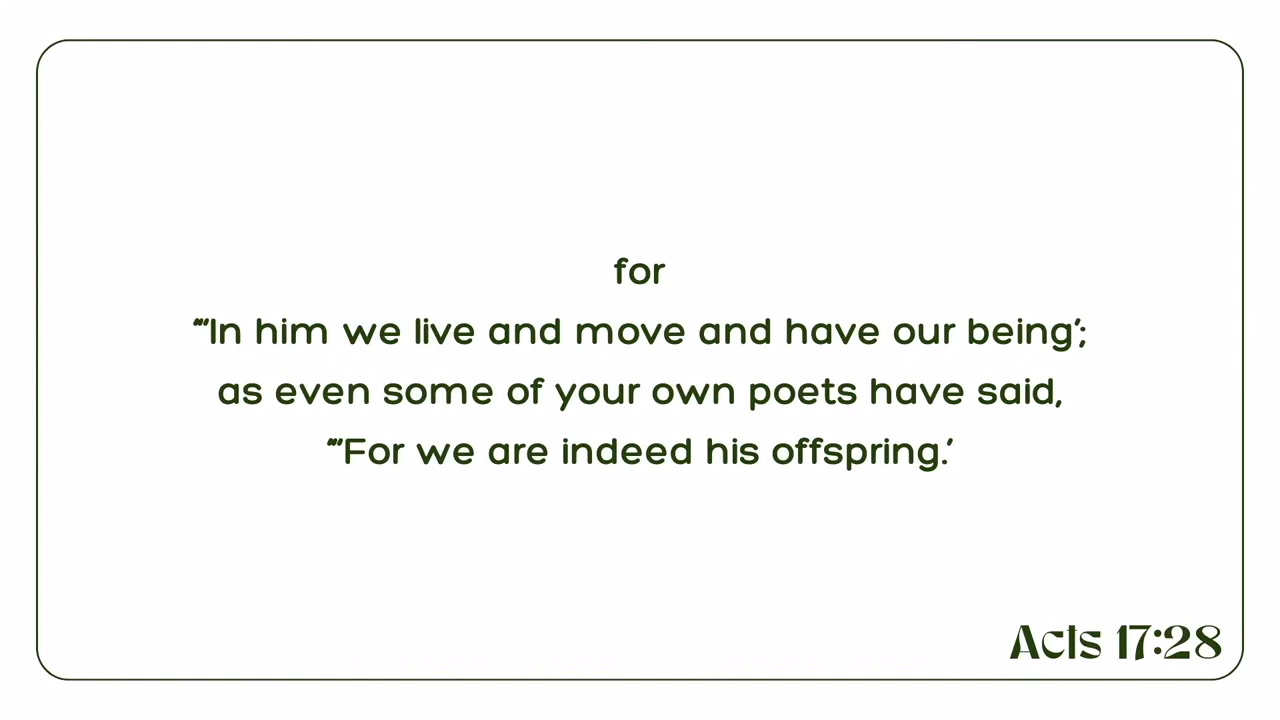 for
“‘In him we live and move and have our being’;
as even some of your own poets have said,
“‘For we are indeed his offspring.’
Acts 17:28